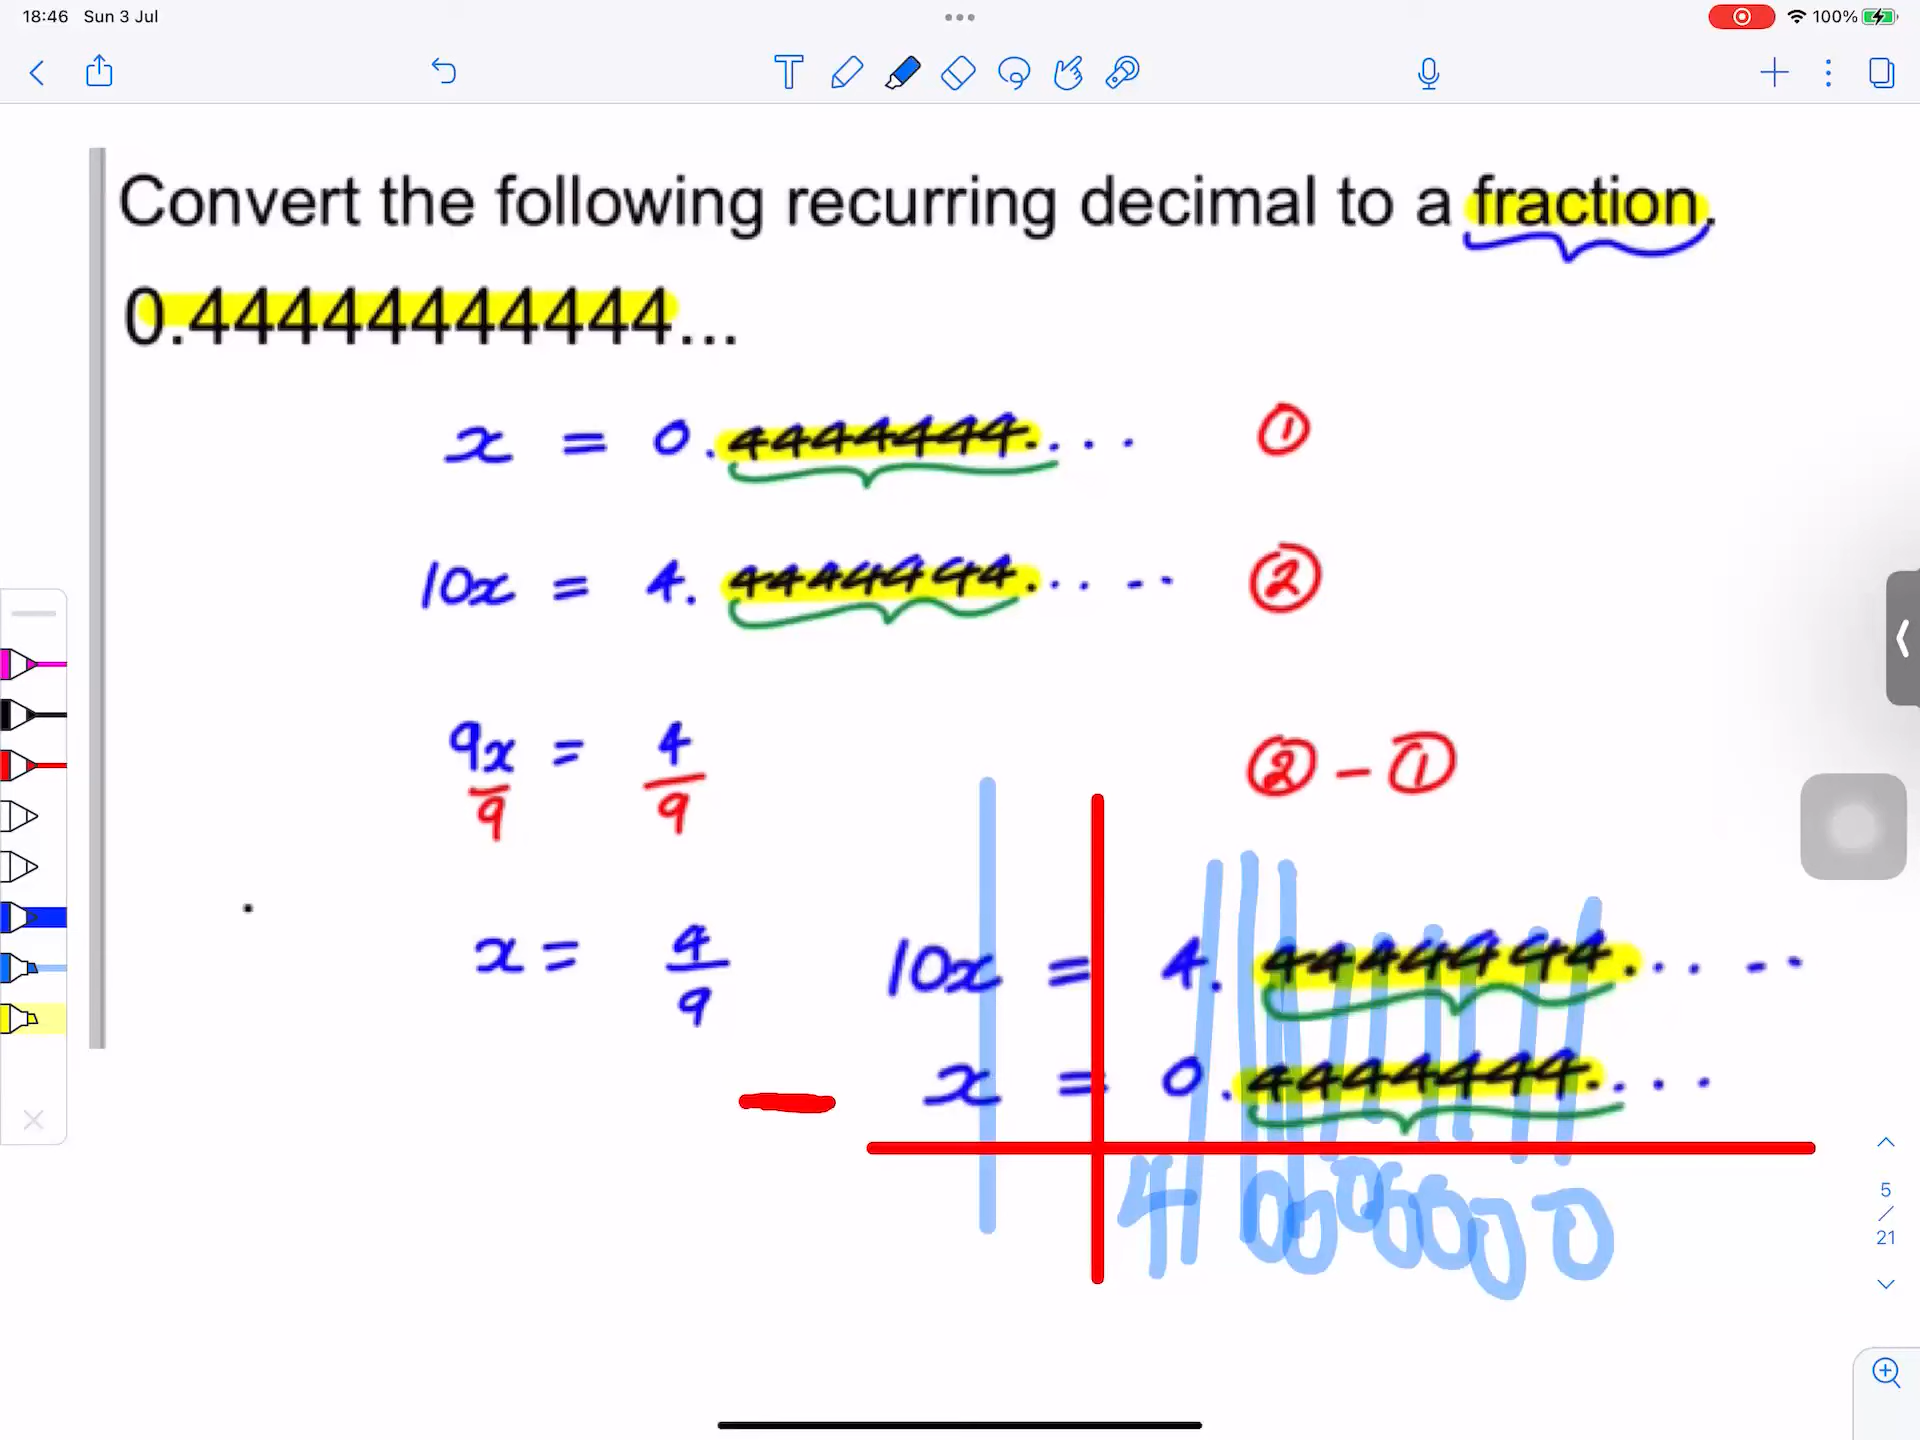 18:46 Sun 3 Jul
100%
T
Convert the following recurring decimal to a fraction.
0.44444444444...
x = 0.4444444.... ①
10x = 4.4444444..... ②
9x/9 = 4/9 ② - ①
x = 4/9
10x = 4.4444444.....
- x = 0.4444444....
4 0000000
5
/
21